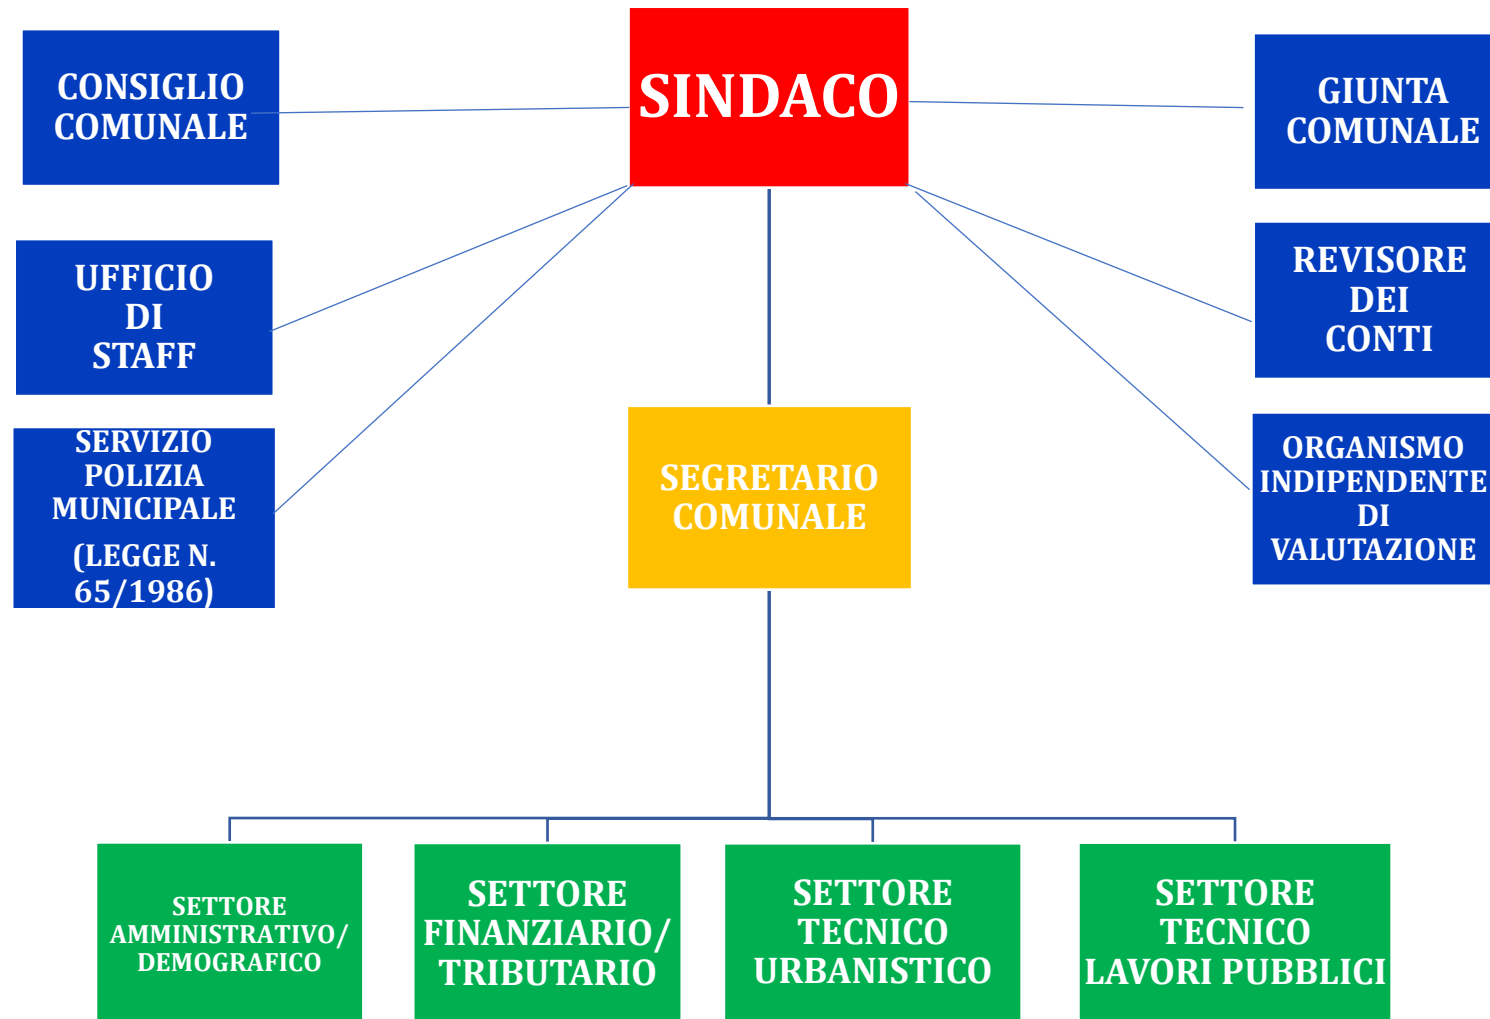 CONSIGLIO
COMUNALE
SINDACO
GIUNTA
COMUNALE
UFFICIO
DI
STAFF
REVISORE
DEI
CONTI
SERVIZIO
POLIZIA
MUNICIPALE
(LEGGE N.
65/1986)
SEGRETARIO
COMUNALE
ORGANISMO
INDIPENDENTE
DI
VALUTAZIONE
SETTORE
AMMINISTRATIVO/
DEMOGRAFICO
SETTORE
FINANZIARIO/
TRIBUTARIO
SETTORE
TECNICO
URBANISTICO
SETTORE
TECNICO
LAVORI PUBBLICI